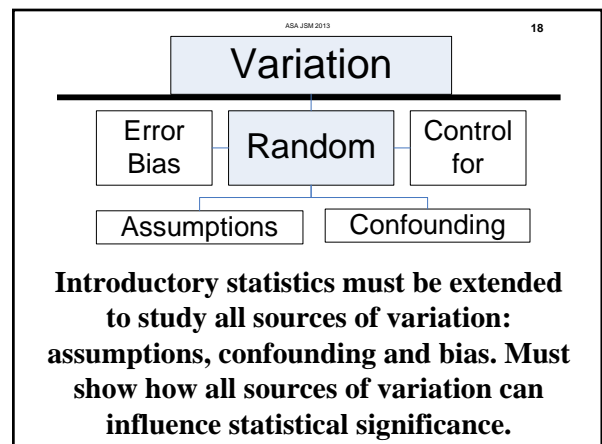 ASA JSM 2013
18
Variation
Error
Bias
Random
Control
for
Assumptions
Confounding
Introductory statistics must be extended
to study all sources of variation:
assumptions, confounding and bias. Must
show how all sources of variation can
influence statistical significance.